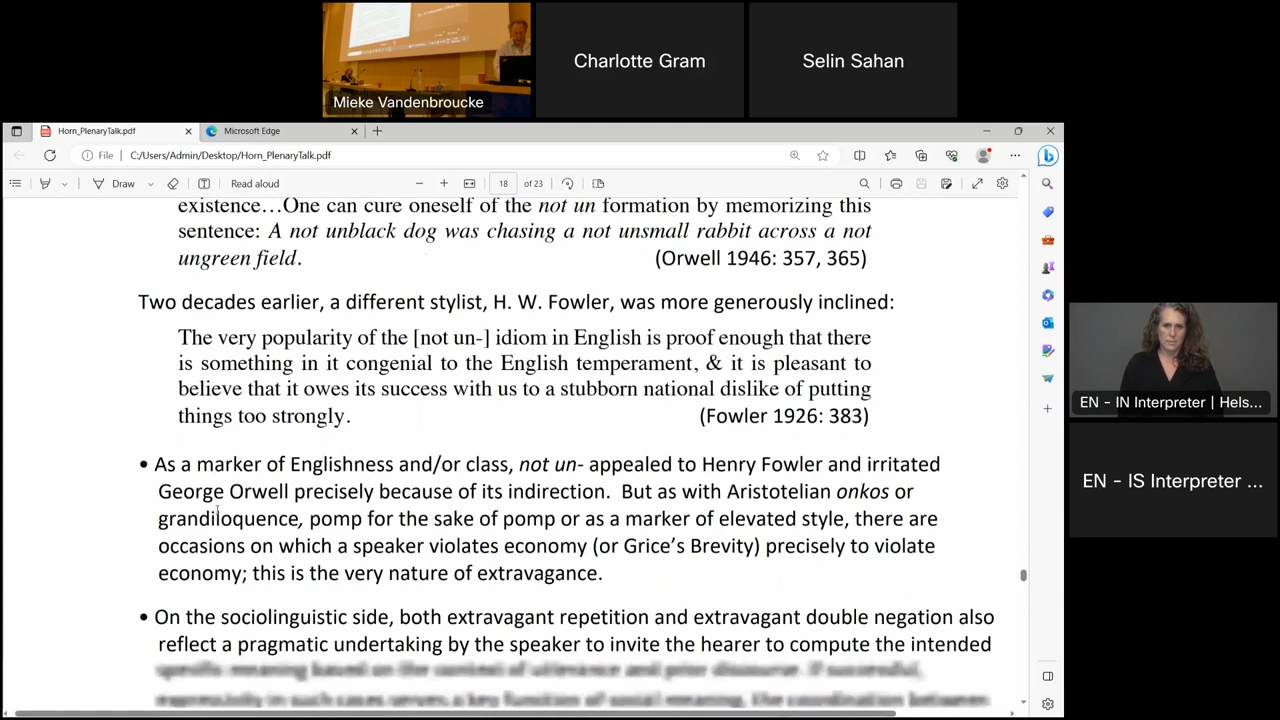 Mieke Vandenbroucke
Charlotte Gram
Selin Sahan
Horn_PlenaryTalk.pdf
Microsoft Edge
File
C:/Users/Admin/Desktop/Horn_PlenaryTalk.pdf
Draw
Read aloud
18
of 23
existence…One can cure oneself of the not un formation by memorizing this
sentence: A not unblack dog was chasing a not unsmall rabbit across a not
ungreen field. (Orwell 1946: 357, 365)
Two decades earlier, a different stylist, H. W. Fowler, was more generously inclined:
The very popularity of the [not un-] idiom in English is proof enough that there
is something in it congenial to the English temperament, & it is pleasant to
believe that it owes its success with us to a stubborn national dislike of putting
things too strongly. (Fowler 1926: 383)
• As a marker of Englishness and/or class, not un- appealed to Henry Fowler and irritated
George Orwell precisely because of its indirection. But as with Aristotelian onkos or
grandiloquence, pomp for the sake of pomp or as a marker of elevated style, there are
occasions on which a speaker violates economy (or Grice's Brevity) precisely to violate
economy; this is the very nature of extravagance.
• On the sociolinguistic side, both extravagant repetition and extravagant double negation also
reflect a pragmatic undertaking by the speaker to invite the hearer to compute the intended
EN - IN Interpreter | Hels...
EN - IS Interpreter ...